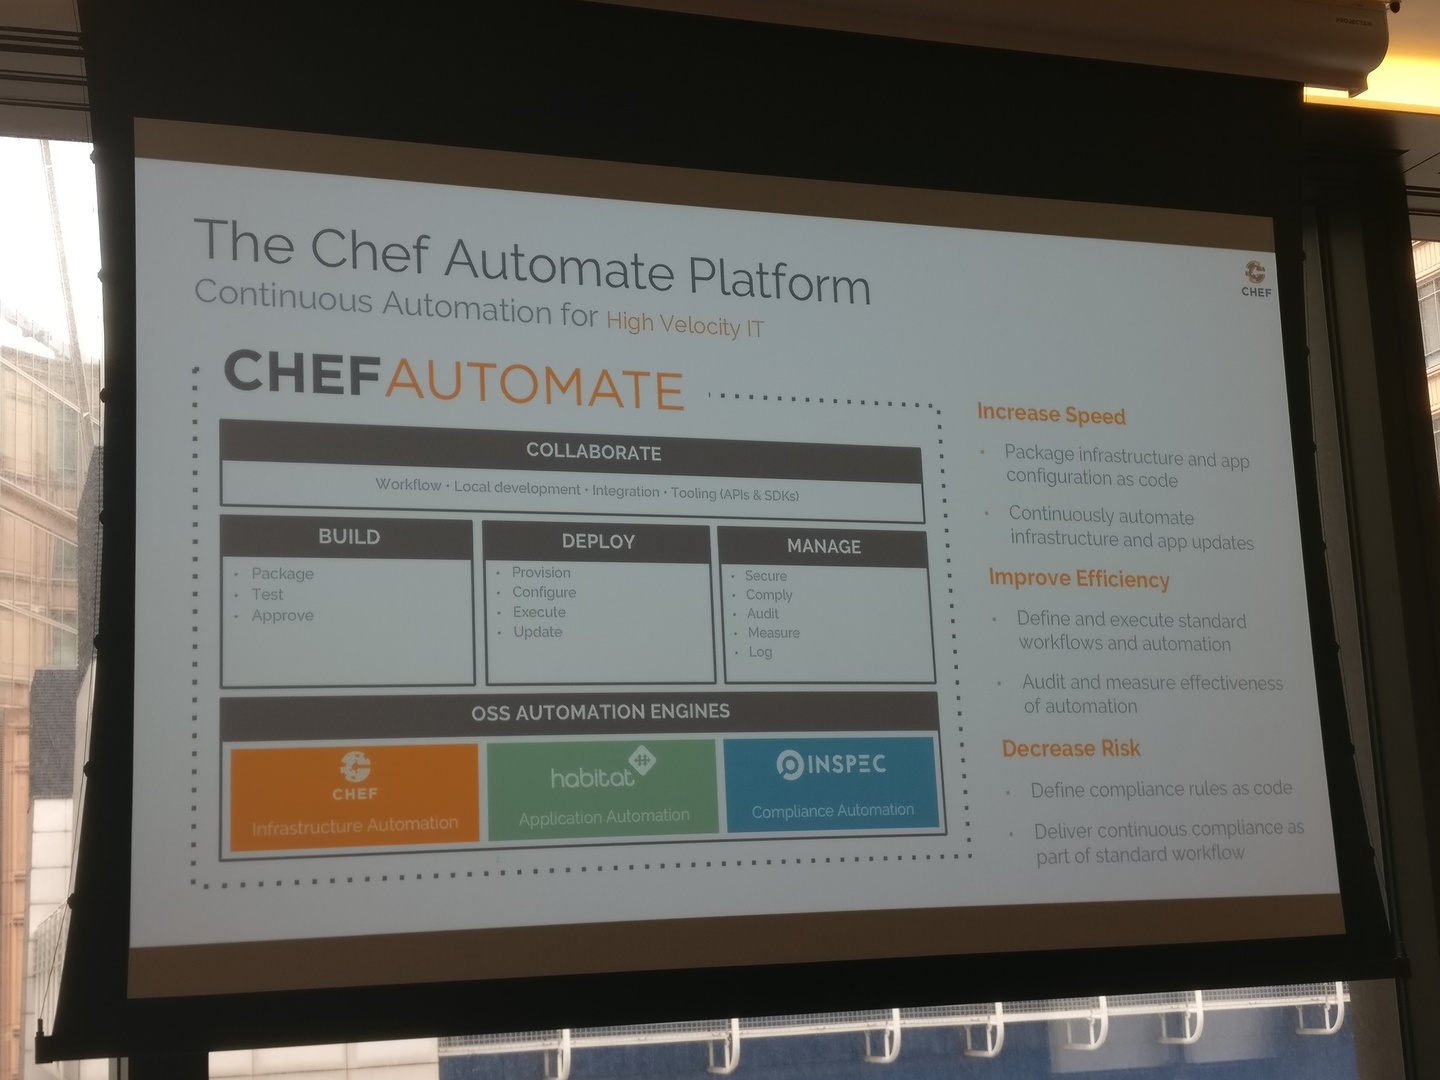 The Chef Automate Platform
Continuous Automation for High Velocity IT
CHEF
CHEFAUTOMATE
COLLABORATE
Workflow • Local development • Integration • Tooling (APIs & SDKs)
BUILD
• Package
• Test
• Approve
DEPLOY
• Provision
• Configure
• Execute
• Update
MANAGE
• Secure
• Comply
• Audit
• Measure
• Log
OSS AUTOMATION ENGINES
CHEF
Infrastructure Automation
habitat
Application Automation
INSPEC
Compliance Automation
Increase Speed
• Package infrastructure and app
configuration as code
• Continuously automate
infrastructure and app updates
Improve Efficiency
• Define and execute standard
workflows and automation
• Audit and measure effectiveness
of automation
Decrease Risk
• Define compliance rules as code
• Deliver continuous compliance as
part of standard workflow